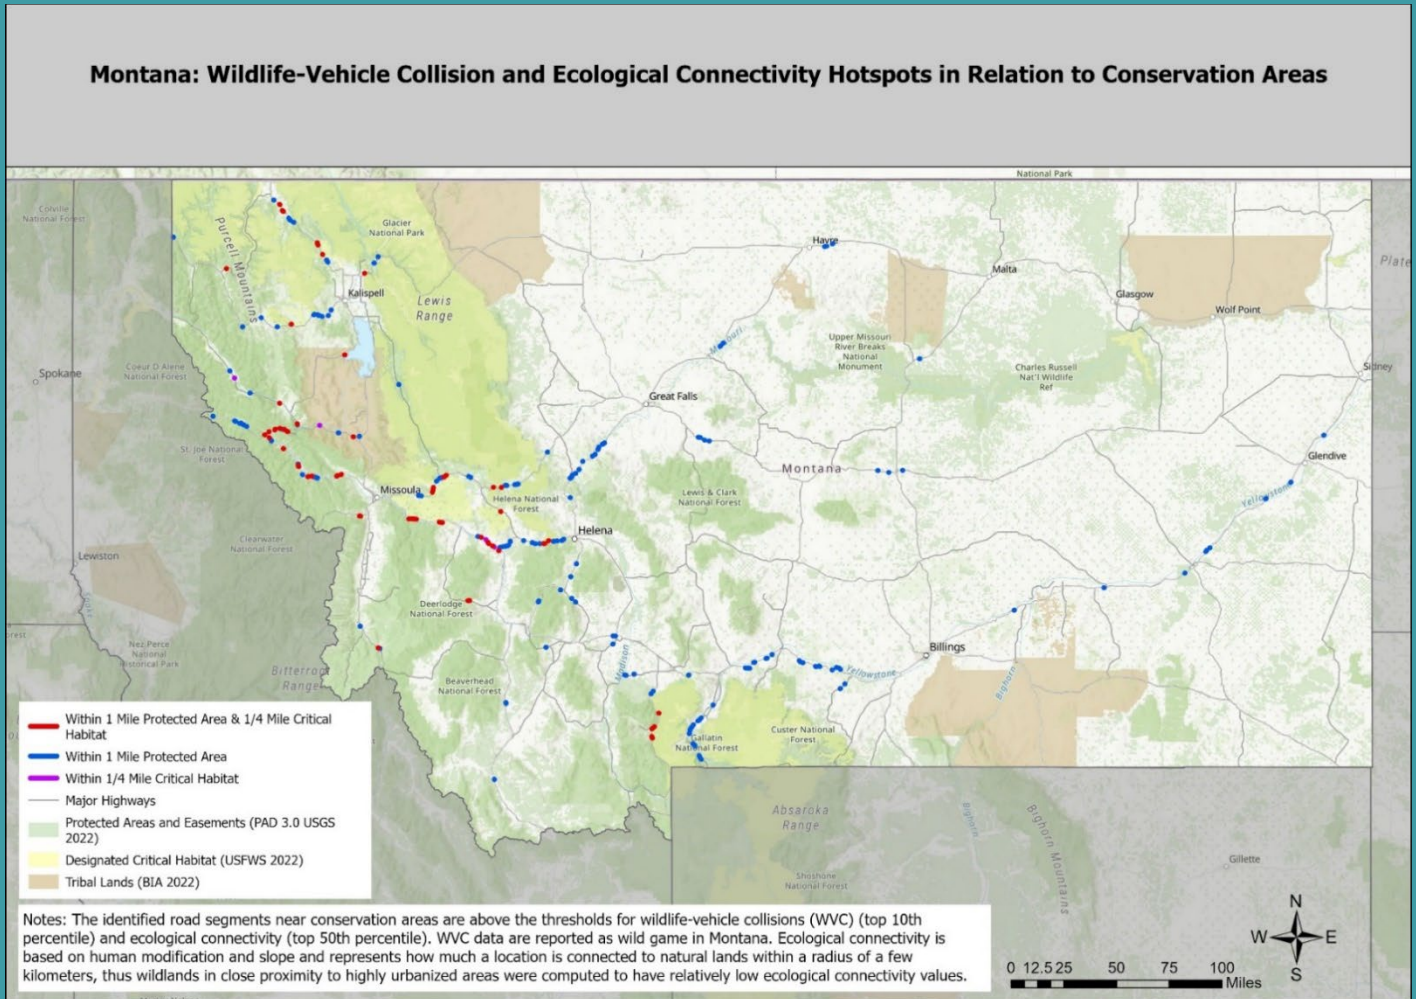 Montana: Wildlife-Vehicle Collision and Ecological Connectivity Hotspots in Relation to Conservation Areas
National Park
Colville
National Forest
Purcell Mountains
Glacier
National Park
Havre
Malta
Plate
Kalispell
Lewis
Range
Glasgow
Wolf Point
Missouri
Upper Missouri
River Breaks
National
Monument
Charles Russell
Nat'l Wildlife
Ref
Spokane
Coeur D Alene
National Forest
Sidney
Great Falls
St. Joe National
Forest
Montana
Glendive
Missoula
Helena National
Forest
Lewis & Clark
National Forest
Yellowstone
Helena
Clearwater
National Forest
Lewiston
Deerlodge
National Forest
Nez Perce
National
Historical Park
Bitterroot
Range
Madison
Billings
Yellowstone
Bighorn
Beaverhead
National Forest
Gallatin
National Forest
Custer National
Forest
Within 1 Mile Protected Area & 1/4 Mile Critical
Habitat
Within 1 Mile Protected Area
Within 1/4 Mile Critical Habitat
Major Highways
Protected Areas and Easements (PAD 3.0 USGS
2022)
Designated Critical Habitat (USFWS 2022)
Tribal Lands (BIA 2022)
Absaroka
Range
Bighorn
Bighorn Mountains
Gillette
Shoshone
National Forest
Notes: The identified road segments near conservation areas are above the thresholds for wildlife-vehicle collisions (WVC) (top 10th
percentile) and ecological connectivity (top 50th percentile). WVC data are reported as wild game in Montana. Ecological connectivity is
based on human modification and slope and represents how much a location is connected to natural lands within a radius of a few
kilometers, thus wildlands in close proximity to highly urbanized areas were computed to have relatively low ecological connectivity values.
N
W E
S
0 12.5 25 50 75 100
Miles